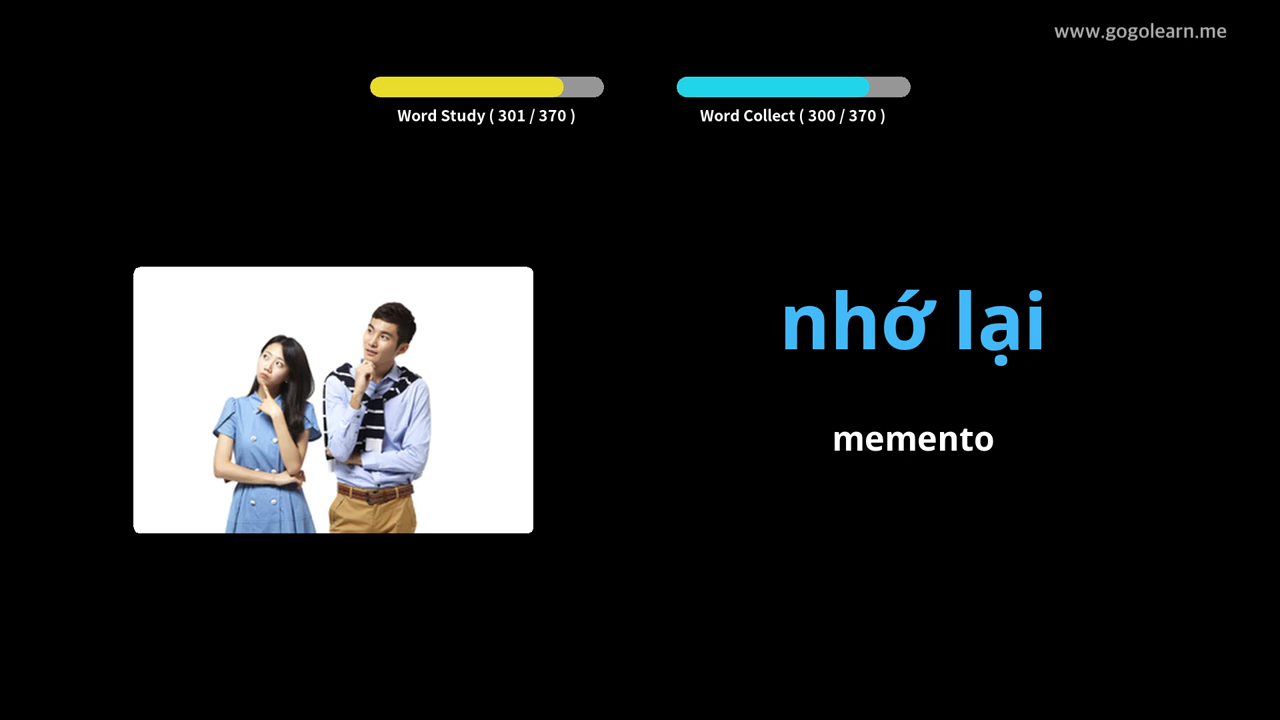 www.gogolearn.me
Word Study ( 301 / 370 )
Word Collect ( 300 / 370 )
nhớ lại
memento